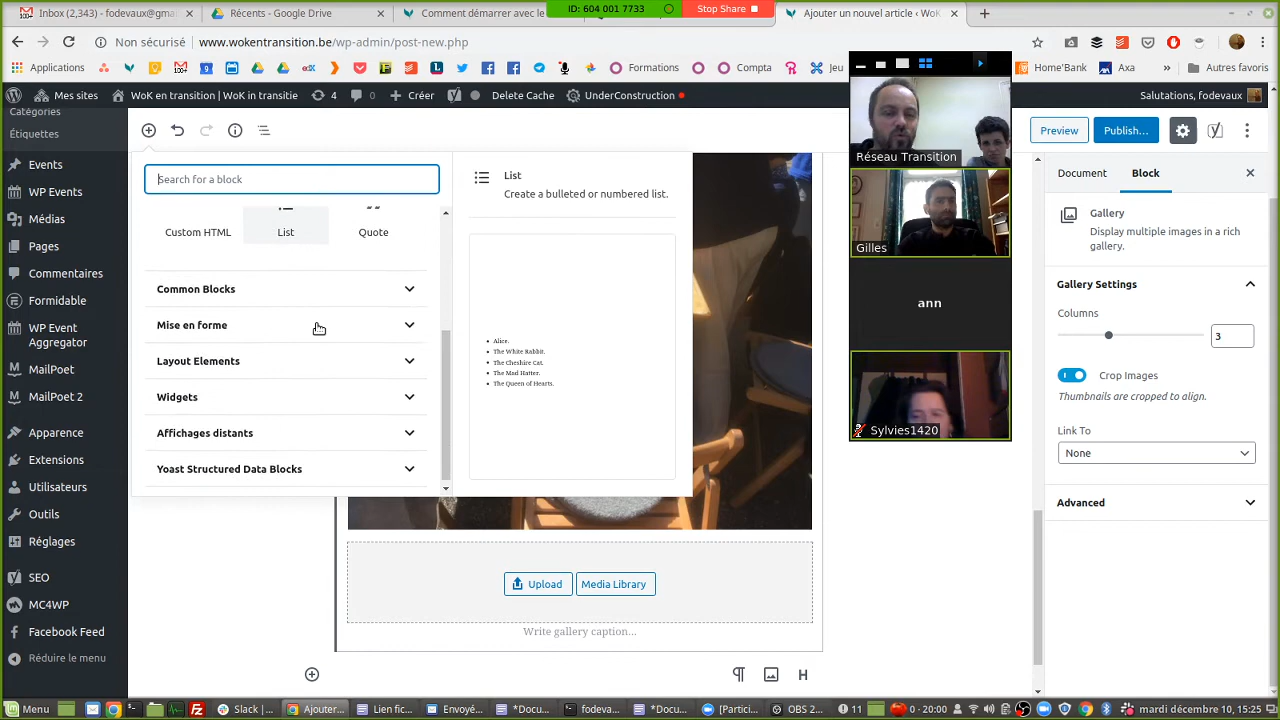 Inbox (2,343) - fodevaux@gmai
Récents - Google Drive
Comment démarrer avec le
ID: 604 001 7733
Stop Share
Ajouter un nouvel article ‹ WoK
Non sécurisé
www.wokentransition.be/wp-admin/post-new.php
Applications
Formations
Compta
Jeu
Home'Bank
Axa
»
Autres favoris
Mes sites
WoK en transition | WoK in transitie
4
0
Créer
Delete Cache
UnderConstruction
Salutations, fodevaux
Catégories
Étiquettes
Events
WP Events
Médias
Pages
Commentaires
Formidable
WP Event
Aggregator
MailPoet
MailPoet 2
Apparence
Extensions
Utilisateurs
Outils
Réglages
SEO
MC4WP
Facebook Feed
Réduire le menu
Search for a block
Custom HTML
List
Quote
Common Blocks
Mise en forme
Layout Elements
Widgets
Affichages distants
Yoast Structured Data Blocks
List
Create a bulleted or numbered list.
Alice.
The White Rabbit.
The Cheshire Cat.
The Mad Hatter.
The Queen of Hearts.
Upload
Media Library
Write gallery caption...
H
Réseau Transition
Gilles
ann
Sylvies1420
Preview
Publish...
Document
Block
Gallery
Display multiple images in a rich
gallery.
Gallery Settings
Columns
3
Crop Images
Thumbnails are cropped to align.
Link To
None
Advanced
Menu
Slack | ...
Ajouter...
Lien fic...
Envoyé...
*Docu...
fodeva...
*Docu...
*Docu...
[Partici...
OBS 2...
11
0 - 20:00
mardi décembre 10, 15:25